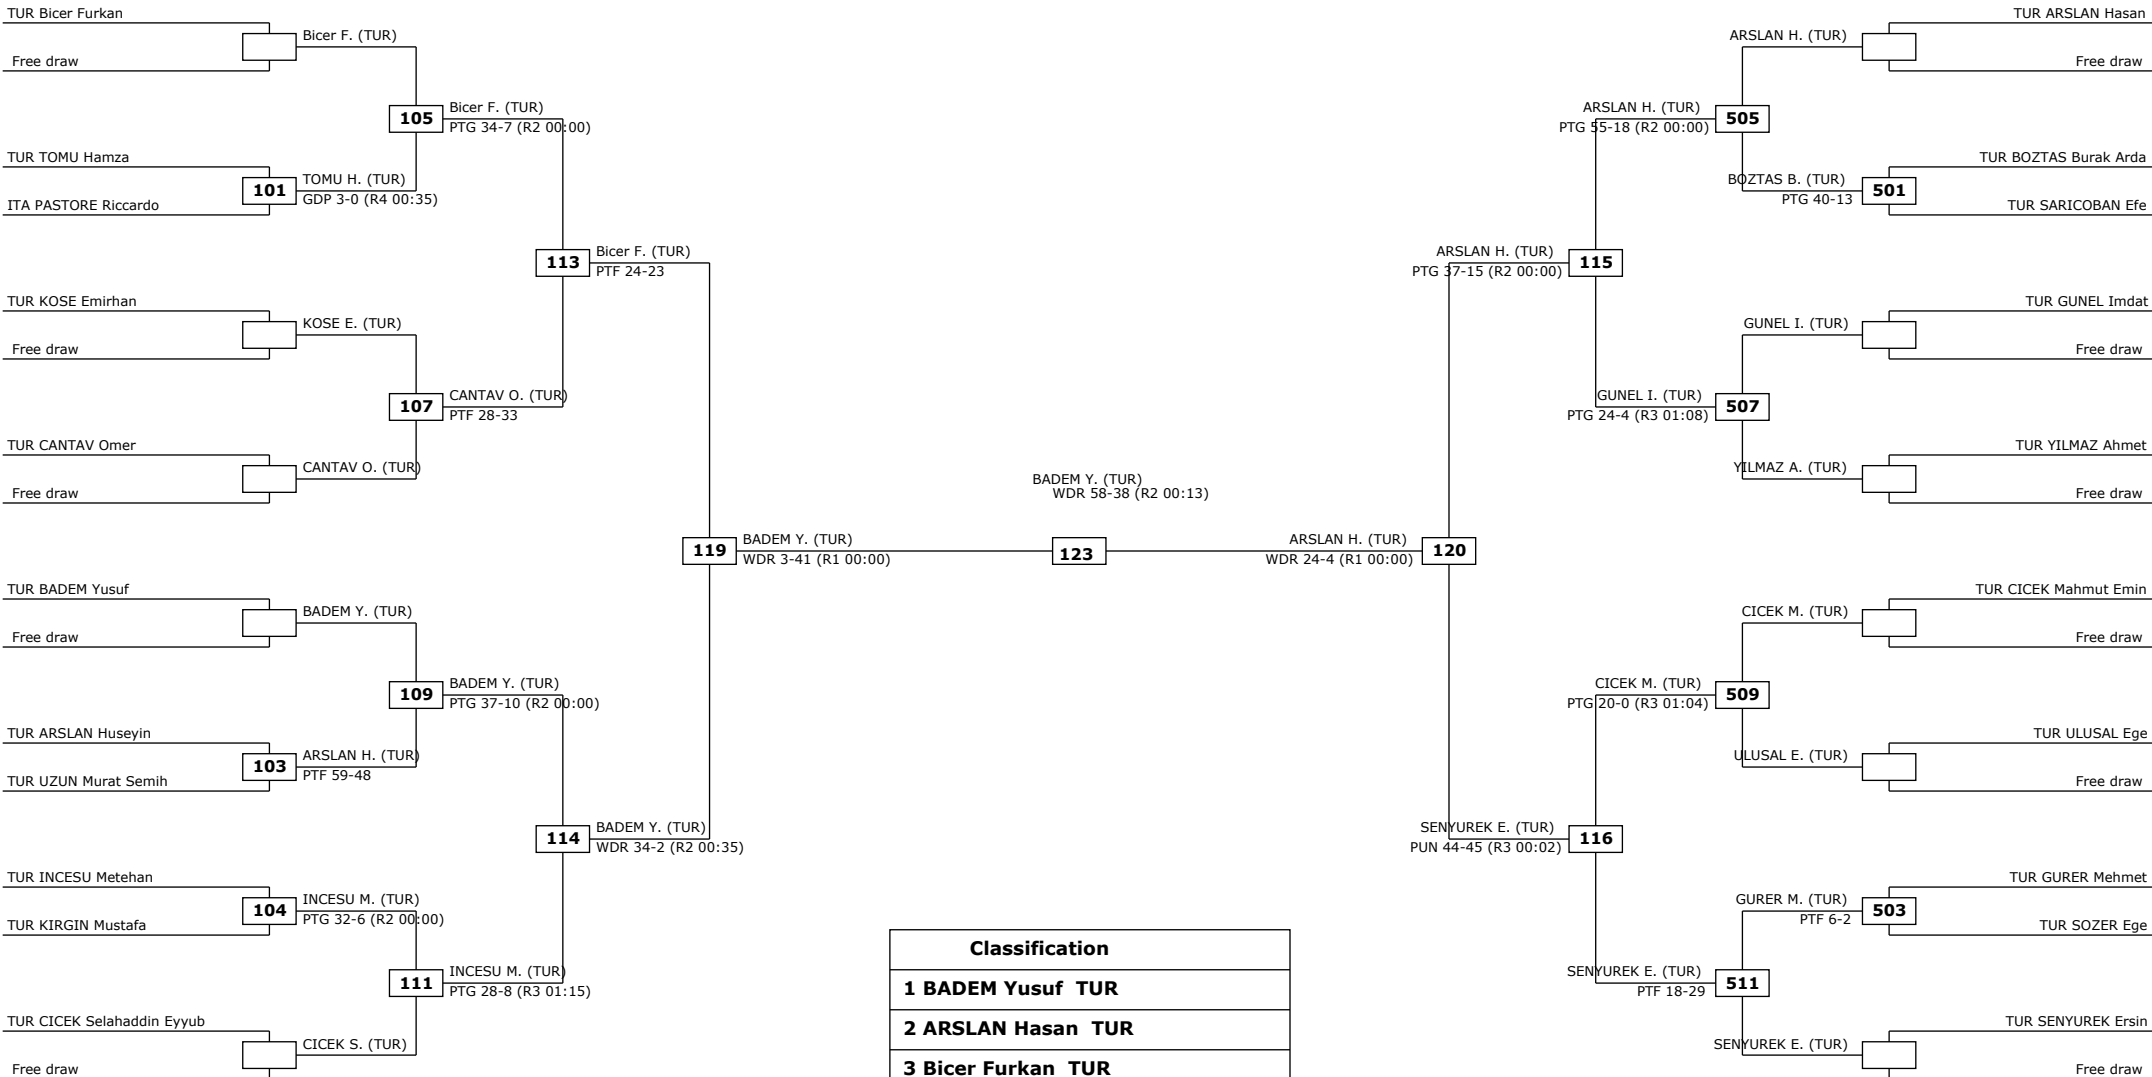 TUR Bicer Furkan
Free draw
Bicer F. (TUR)
105
Bicer F. (TUR)
PTG 34-7 (R2 00:00)
TUR TOMU Hamza
ITA PASTORE Riccardo
101
TOMU H. (TUR)
GDP 3-0 (R4 00:35)
113
Bicer F. (TUR)
PTF 24-23
TUR KOSE Emirhan
Free draw
KOSE E. (TUR)
107
CANTAV O. (TUR)
PTF 28-33
TUR CANTAV Omer
Free draw
CANTAV O. (TUR)
119
BADEM Y. (TUR)
WDR 3-41 (R1 00:00)
TUR BADEM Yusuf
Free draw
BADEM Y. (TUR)
109
BADEM Y. (TUR)
PTG 37-10 (R2 00:00)
TUR ARSLAN Huseyin
TUR UZUN Murat Semih
103
ARSLAN H. (TUR)
PTF 59-48
114
BADEM Y. (TUR)
WDR 34-2 (R2 00:35)
TUR INCESU Metehan
TUR KIRGIN Mustafa
104
INCESU M. (TUR)
PTG 32-6 (R2 00:00)
111
INCESU M. (TUR)
PTG 28-8 (R3 01:15)
TUR CICEK Selahaddin Eyyub
Free draw
CICEK S. (TUR)
BADEM Y. (TUR)
WDR 58-38 (R2 00:13)
123
TUR ARSLAN Hasan
Free draw
ARSLAN H. (TUR)
ARSLAN H. (TUR)
PTG 55-18 (R2 00:00)
505
TUR BOZTAS Burak Arda
TUR SARICOBAN Efe
BOZTAS B. (TUR)
PTG 40-13
501
ARSLAN H. (TUR)
PTG 37-15 (R2 00:00)
115
TUR GUNEL Imdat
Free draw
GUNEL I. (TUR)
GUNEL I. (TUR)
PTG 24-4 (R3 01:08)
507
TUR YILMAZ Ahmet
Free draw
YILMAZ A. (TUR)
ARSLAN H. (TUR)
WDR 24-4 (R1 00:00)
120
TUR CICEK Mahmut Emin
Free draw
CICEK M. (TUR)
CICEK M. (TUR)
PTG 20-0 (R3 01:04)
509
TUR ULUSAL Ege
Free draw
ULUSAL E. (TUR)
SENYUREK E. (TUR)
PUN 44-45 (R3 00:02)
116
TUR GURER Mehmet
TUR SOZER Ege
GURER M. (TUR)
PTF 6-2
503
SENYUREK E. (TUR)
PTF 18-29
511
TUR SENYUREK Ersin
Free draw
SENYUREK E. (TUR)
Classification
1 BADEM Yusuf TUR
2 ARSLAN Hasan TUR
3 Bicer Furkan TUR